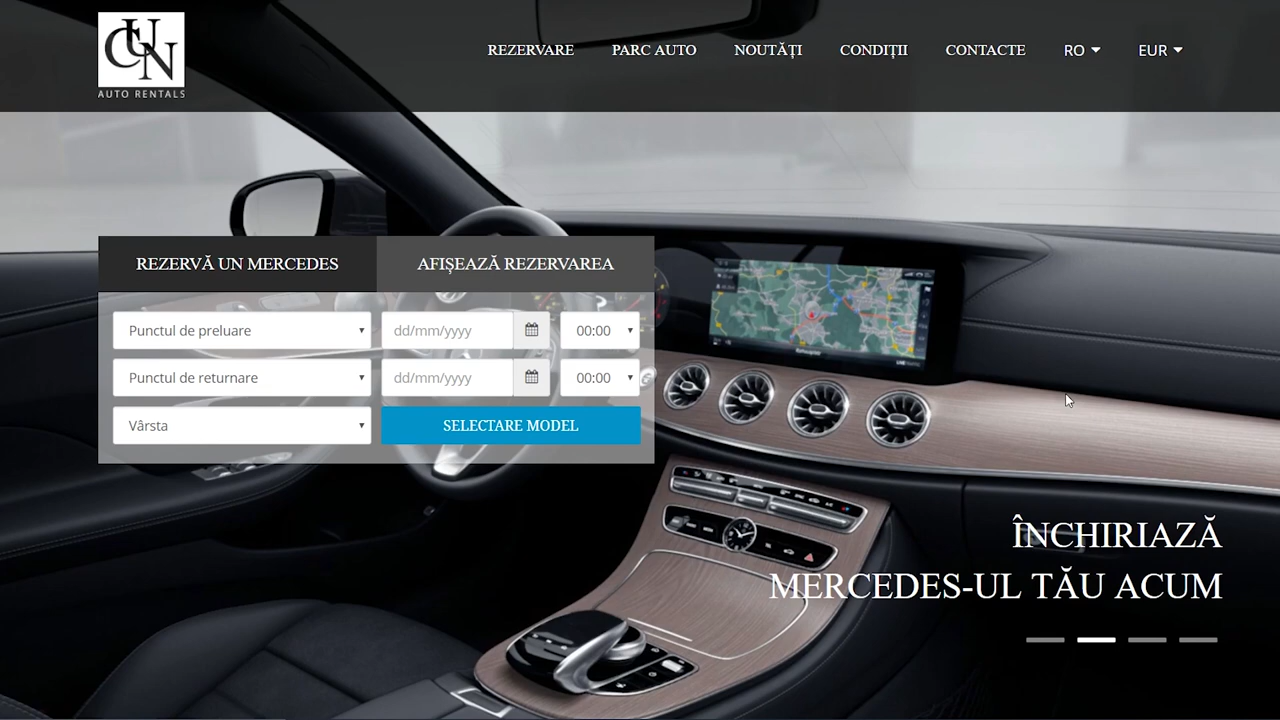 CUN
AUTO RENTALS
REZERVARE
PARC AUTO
NOUTĂȚI
CONDIȚII
CONTACTE
RO
EUR
REZERVĂ UN MERCEDES
AFIȘEAZĂ REZERVAREA
Punctul de preluare
dd/mm/yyyy
00:00
Punctul de returnare
dd/mm/yyyy
00:00
Vârsta
SELECTARE MODEL
ÎNCHIRIAZĂ
MERCEDES-UL TĂU ACUM